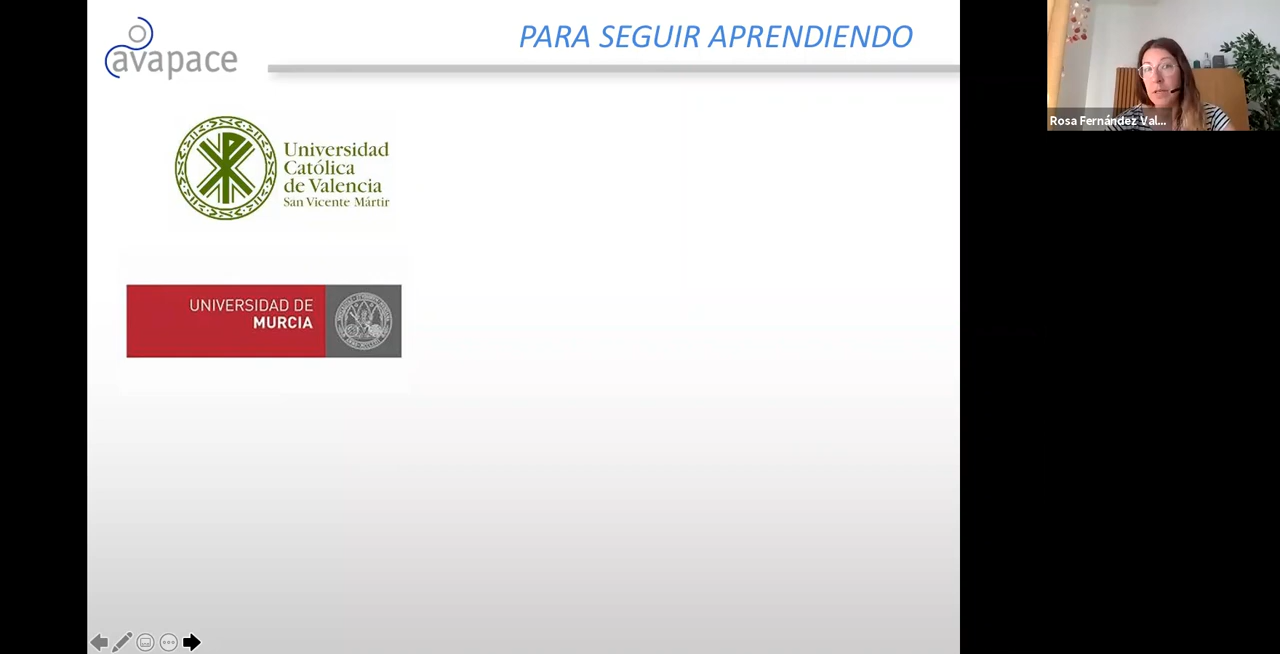 avapace
PARA SEGUIR APRENDIENDO
Rosa Fernández Val...
Universidad
Católica
de Valencia
San Vicente Mártir
UNIVERSIDAD DE
MURCIA